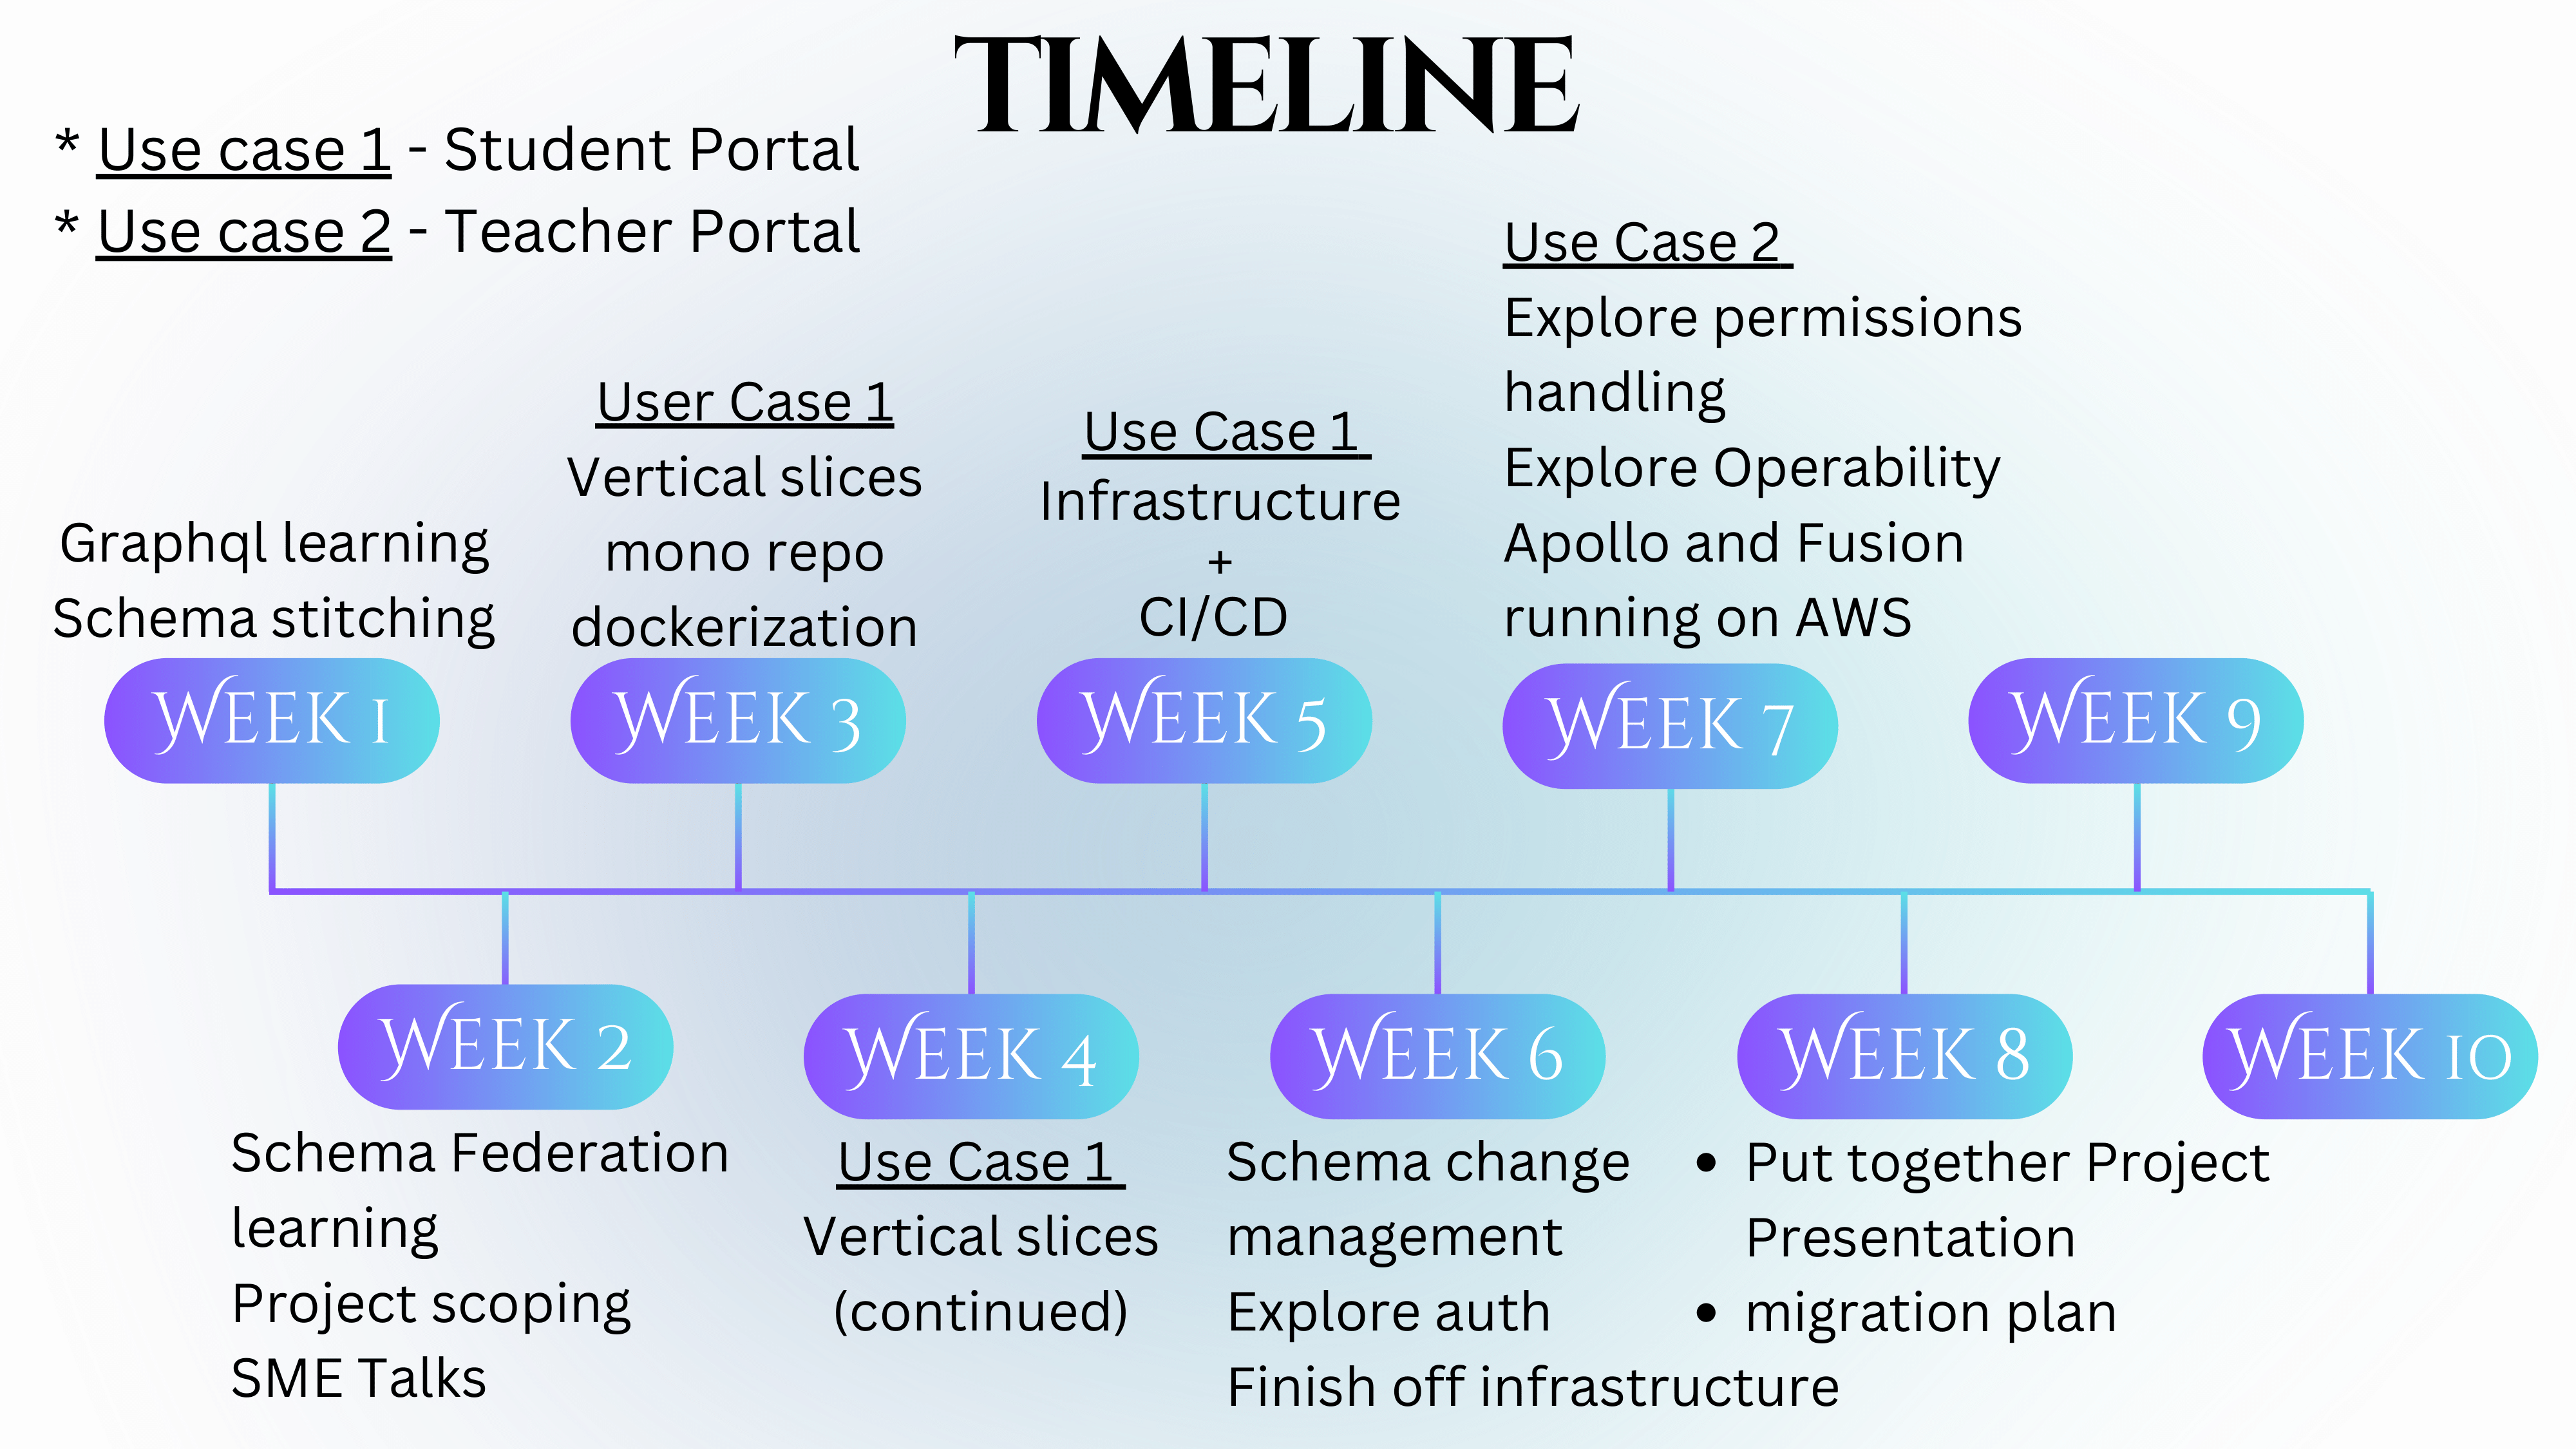 TIMELINE
* Use case 1 - Student Portal
* Use case 2 - Teacher Portal
Graphql learning
Schema stitching
WEEK 1
Schema Federation
learning
Project scoping
SME Talks
WEEK 2
User Case 1
Vertical slices
mono repo
dockerization
WEEK 3
WEEK 4
Use Case 1
Vertical slices
(continued)
Use Case 1
Infrastructure
+
CI/CD
WEEK 5
WEEK 6
Schema change
management
Explore auth
Finish off infrastructure
Use Case 2
Explore permissions
handling
Explore Operability
Apollo and Fusion
running on AWS
WEEK 7
WEEK 8
• Put together Project
Presentation
• migration plan
WEEK 9
WEEK 10